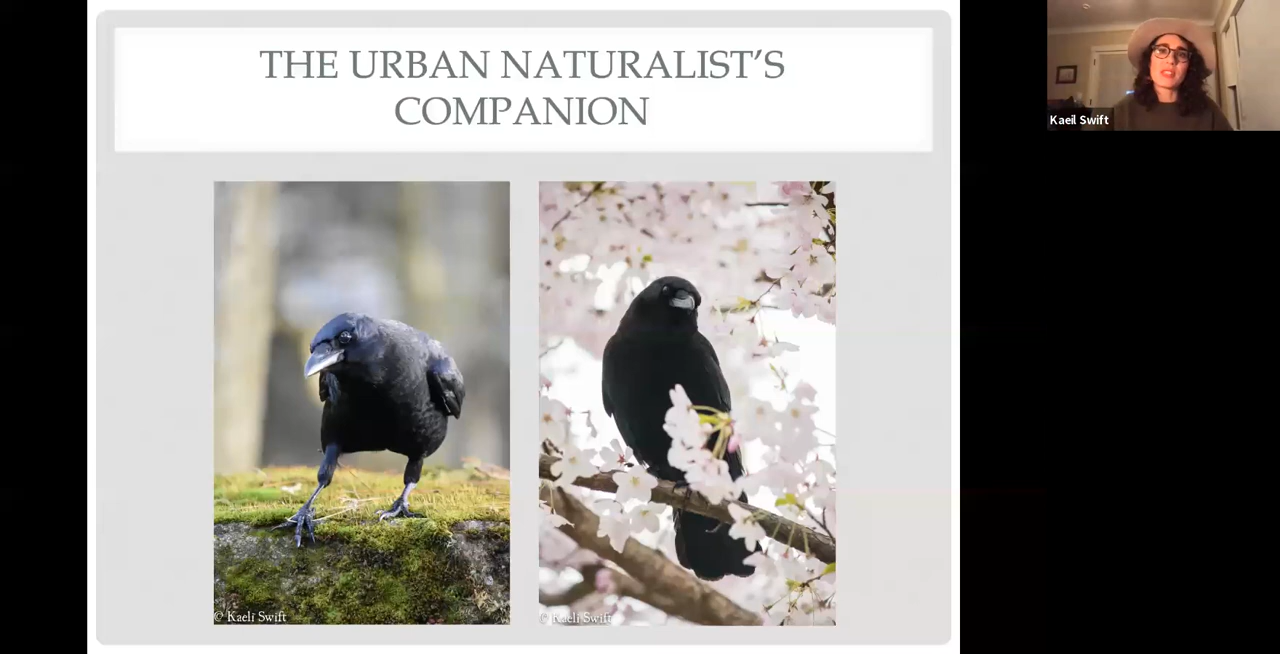 THE URBAN NATURALIST’S
COMPANION
Kaeil Swift
© Kaeli Swift
© Kaeli Swift